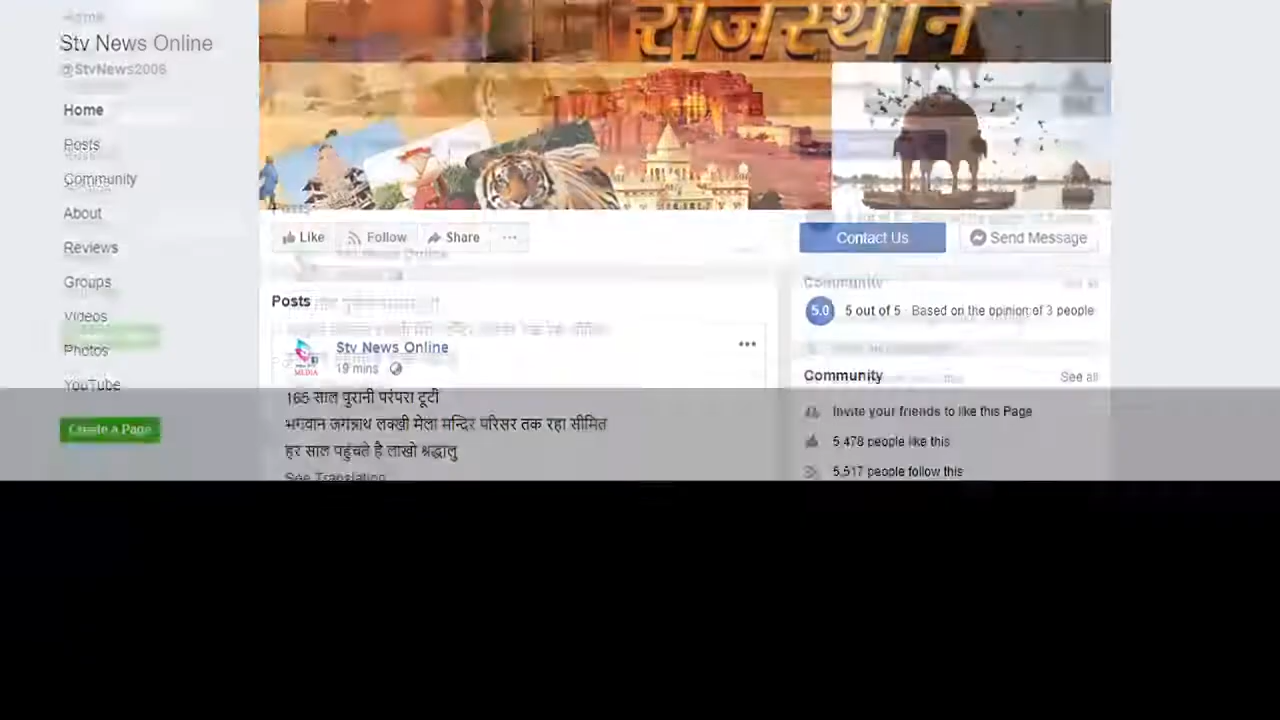 Home
Stv News Online
@StvNews2006
Home
Posts
Community
About
Reviews
Groups
Videos
Photos
YouTube
Create a Page
राजस्थान
Like
Follow
Share
Contact Us
Send Message
Posts
Stv News Online
19 mins
MEDIA
165 साल पुरानी परंपरा टूटी
भगवान जगन्नाथ लक्खी मेला मन्दिर परिसर तक रहा सीमित
हर साल पहुंचते है लाखो श्रद्धालु
See Translation
Community
5.0 5 out of 5 · Based on the opinion of 3 people
Community See all
Invite your friends to like this Page
5,478 people like this
5,517 people follow this